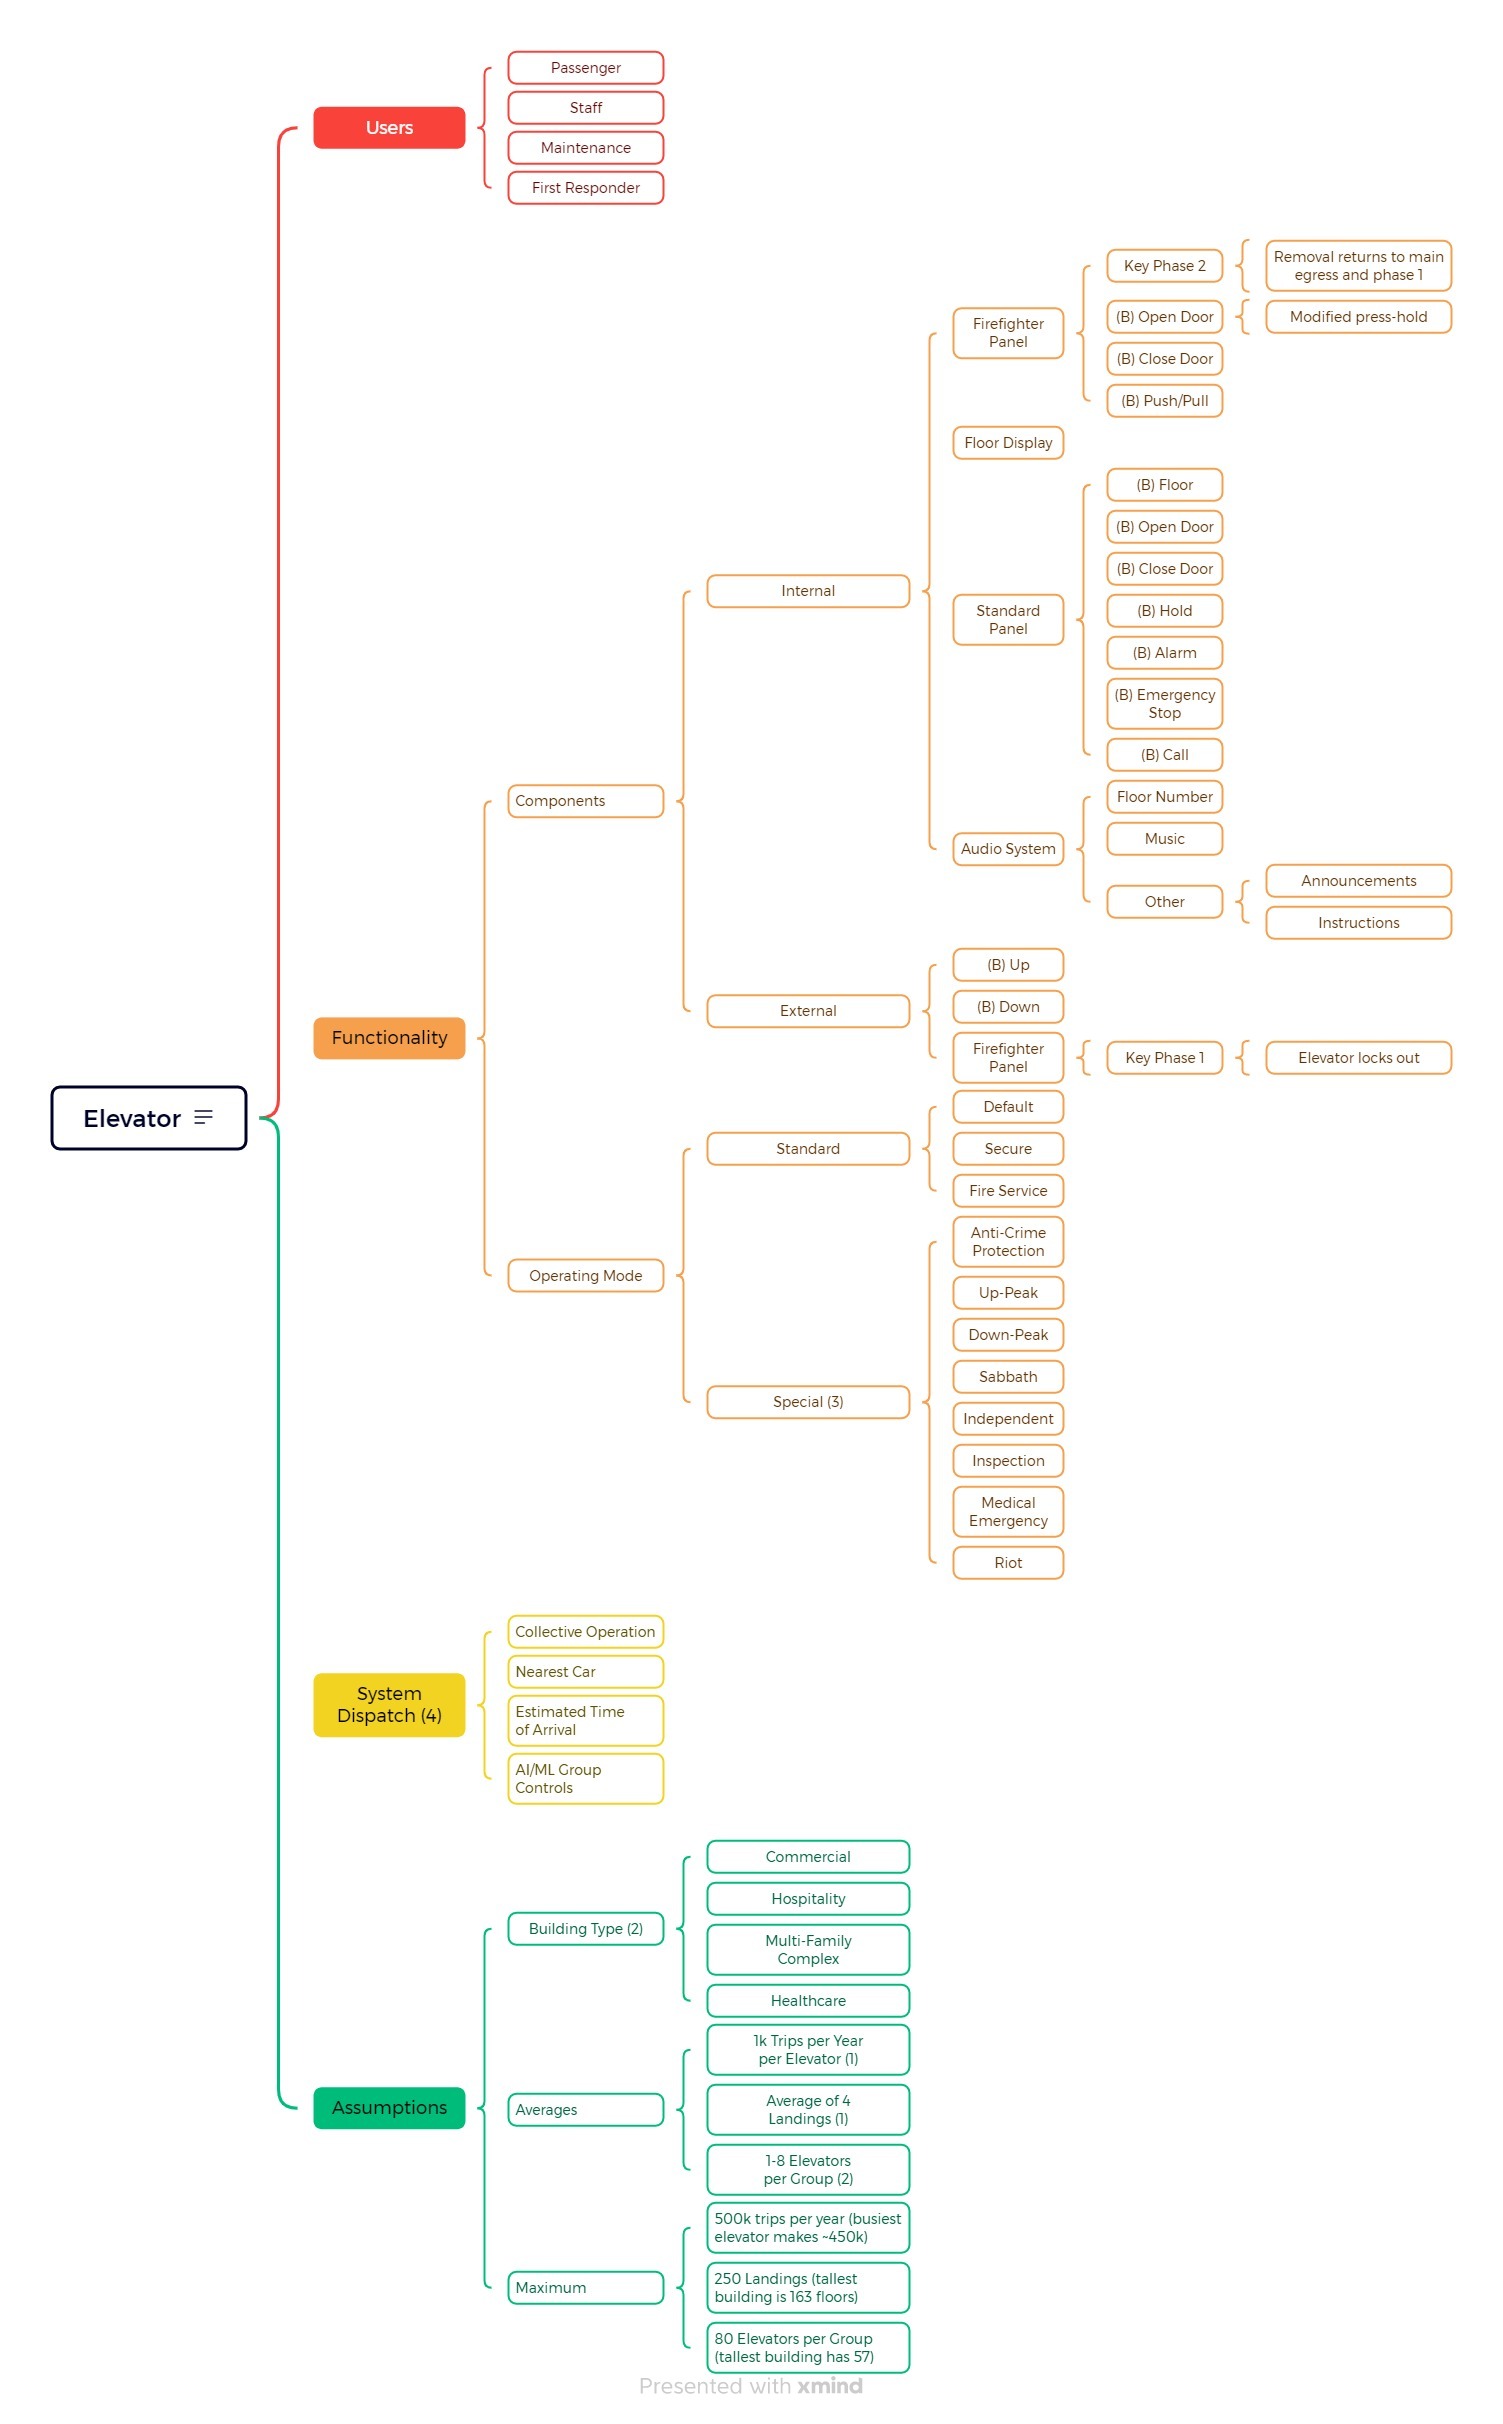 Passenger
Staff
Users
Maintenance
First Responder
Key Phase 2
Removal returns to main
egress and phase 1
Firefighter
Panel
(B) Open Door
Modified press-hold
(B) Close Door
(B) Push/Pull
Floor Display
(B) Floor
(B) Open Door
(B) Close Door
Internal
Standard
Panel
(B) Hold
(B) Alarm
(B) Emergency
Stop
(B) Call
Components
Floor Number
Music
Audio System
Other
Announcements
Instructions
(B) Up
External
(B) Down
Functionality
Firefighter
Panel
Key Phase 1
Elevator locks out
Elevator
Default
Standard
Secure
Fire Service
Anti-Crime
Protection
Operating Mode
Up-Peak
Down-Peak
Sabbath
Special (3)
Independent
Inspection
Medical
Emergency
Riot
Collective Operation
Nearest Car
System
Dispatch (4)
Estimated Time
of Arrival
AI/ML Group
Controls
Commercial
Hospitality
Building Type (2)
Multi-Family
Complex
Healthcare
1k Trips per Year
per Elevator (1)
Assumptions
Averages
Average of 4
Landings (1)
1-8 Elevators
per Group (2)
500k trips per year (busiest
elevator makes ~450k)
Maximum
250 Landings (tallest
building is 163 floors)
80 Elevators per Group
(tallest building has 57)
Presented with xmind